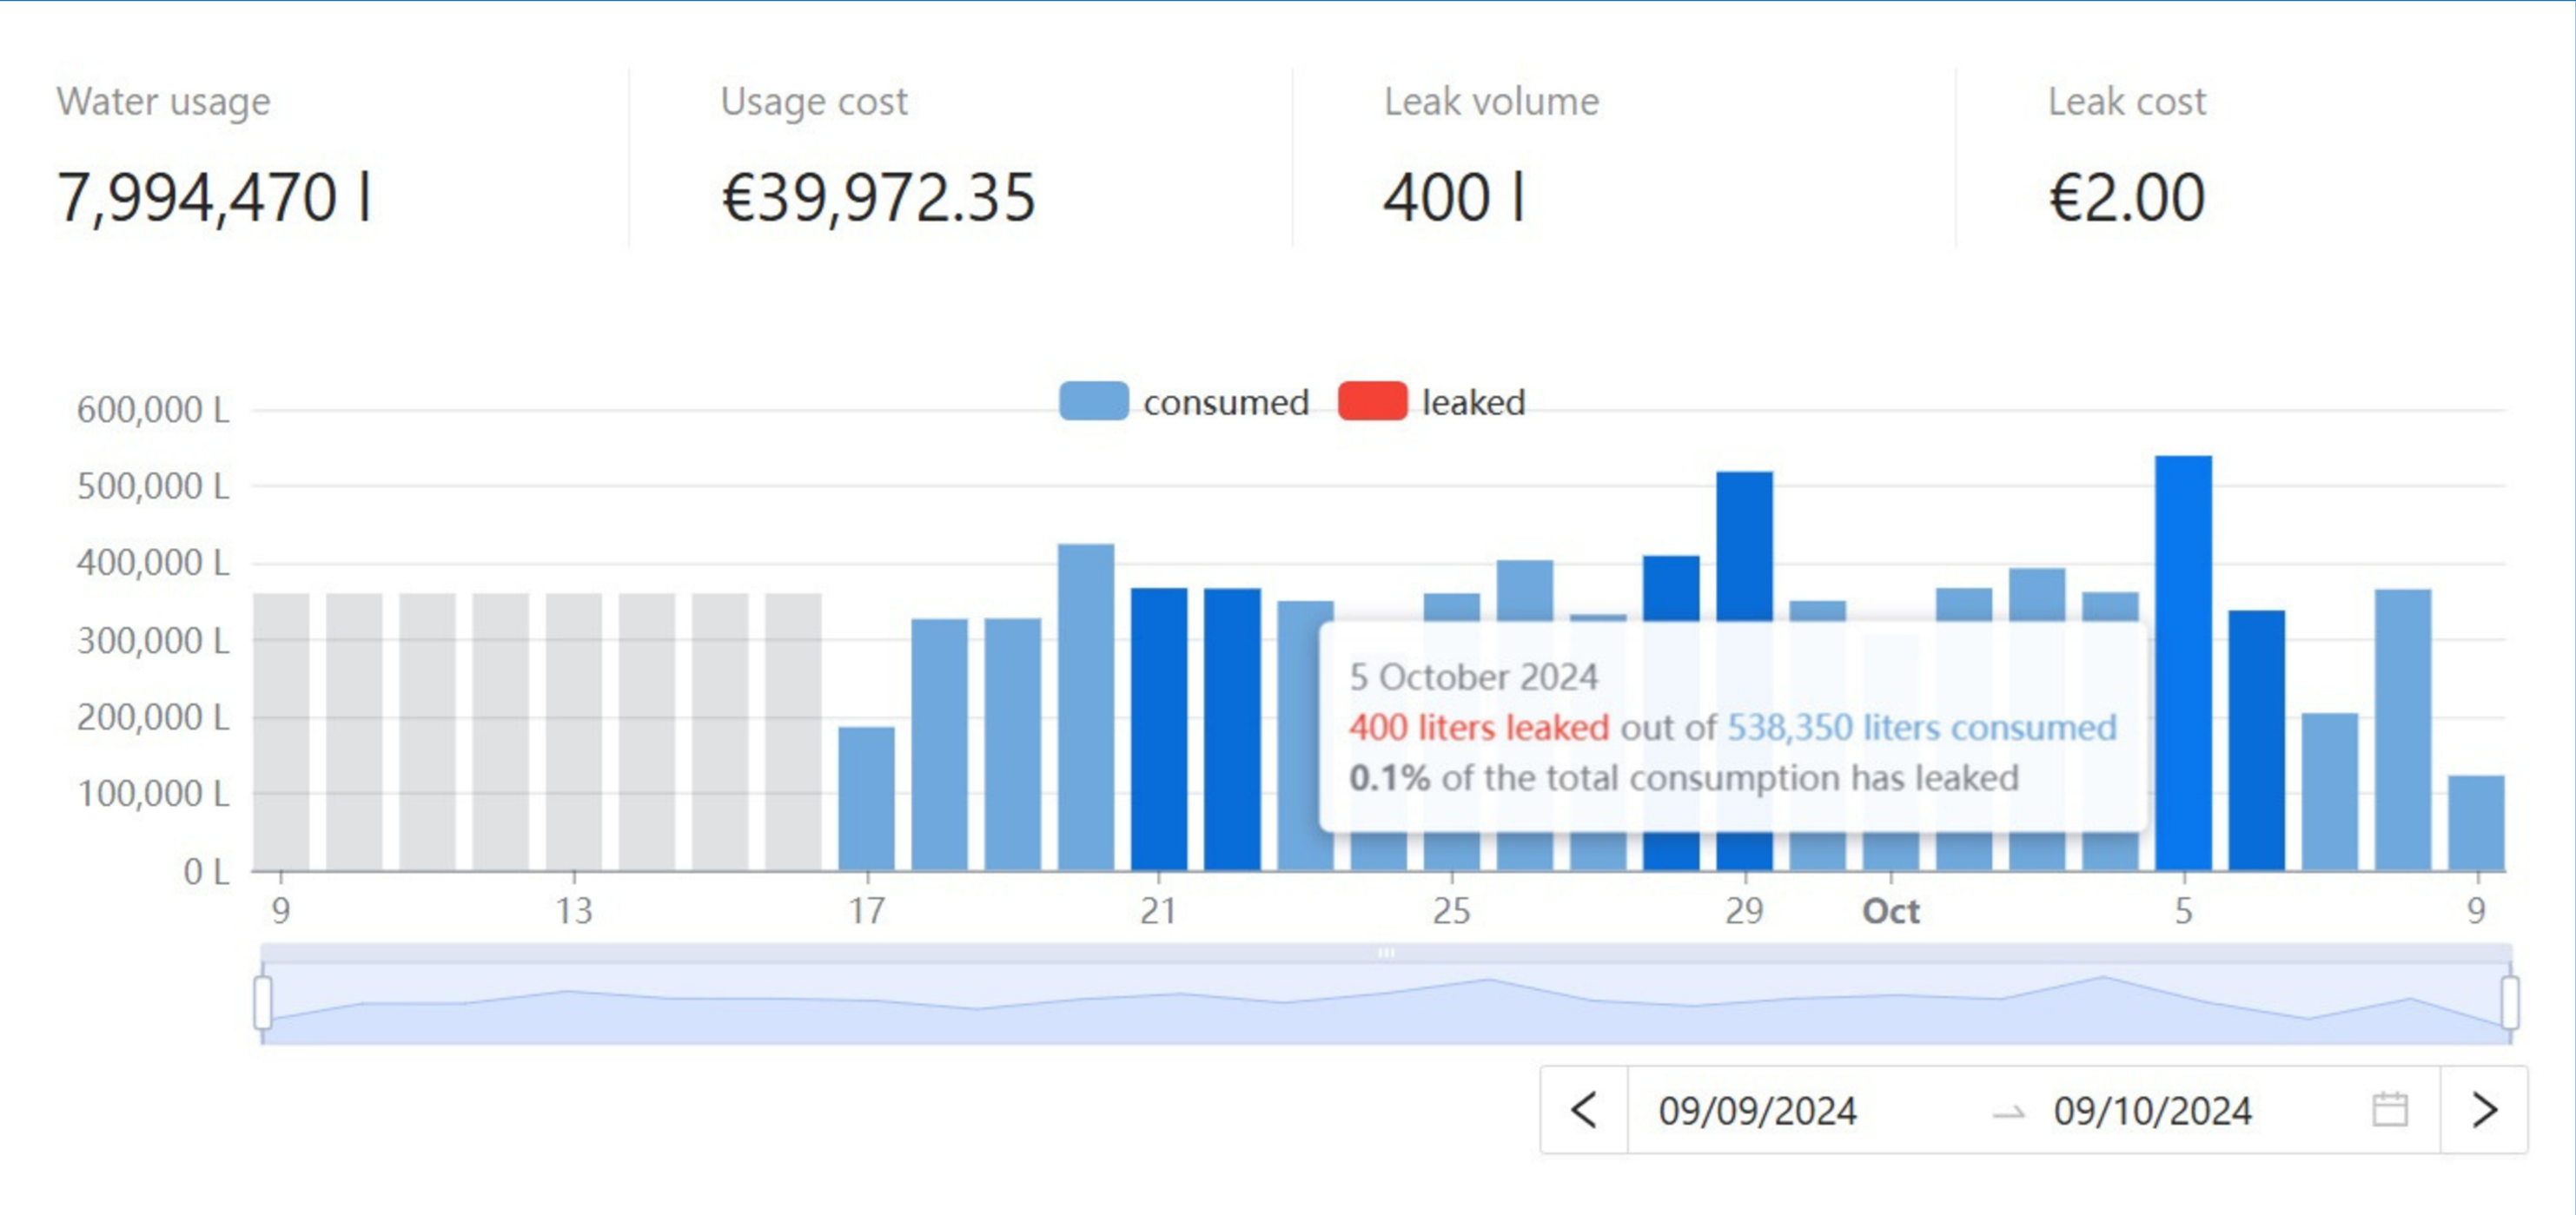 Water usage
7,994,470 l
Usage cost
€39,972.35
Leak volume
400 l
Leak cost
€2.00
consumed
leaked
600,000 L
500,000 L
400,000 L
300,000 L
200,000 L
100,000 L
0 L
5 October 2024
400 liters leaked out of 538,350 liters consumed
0.1% of the total consumption has leaked
9 13 17 21 25 29 Oct 5 9
09/09/2024 → 09/10/2024